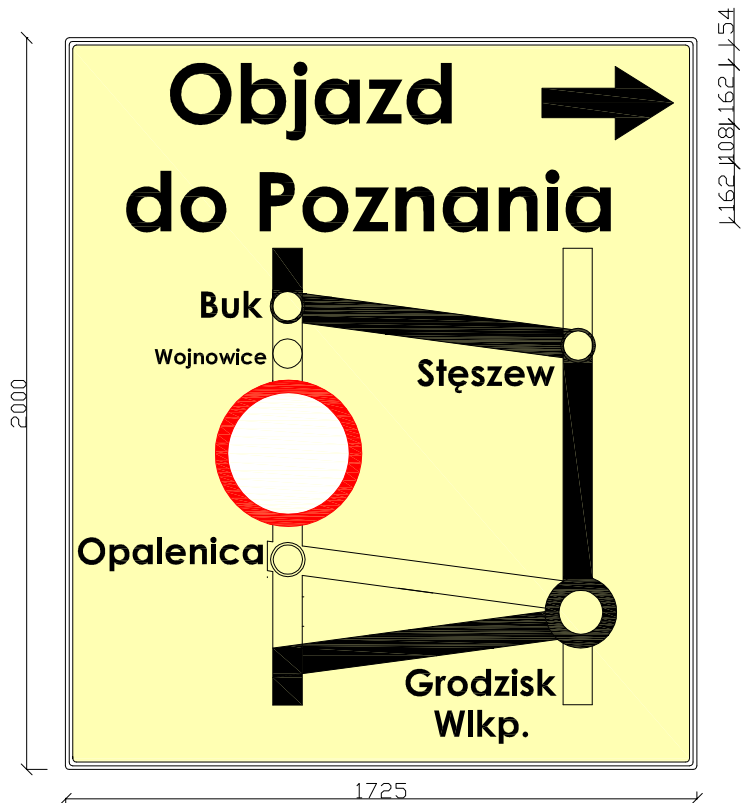 Objazd
do Poznania
Buk
Wojnowice
Stęszew
Opalenica
Grodzisk
Wlkp.
2000
1725
54
162
108
162